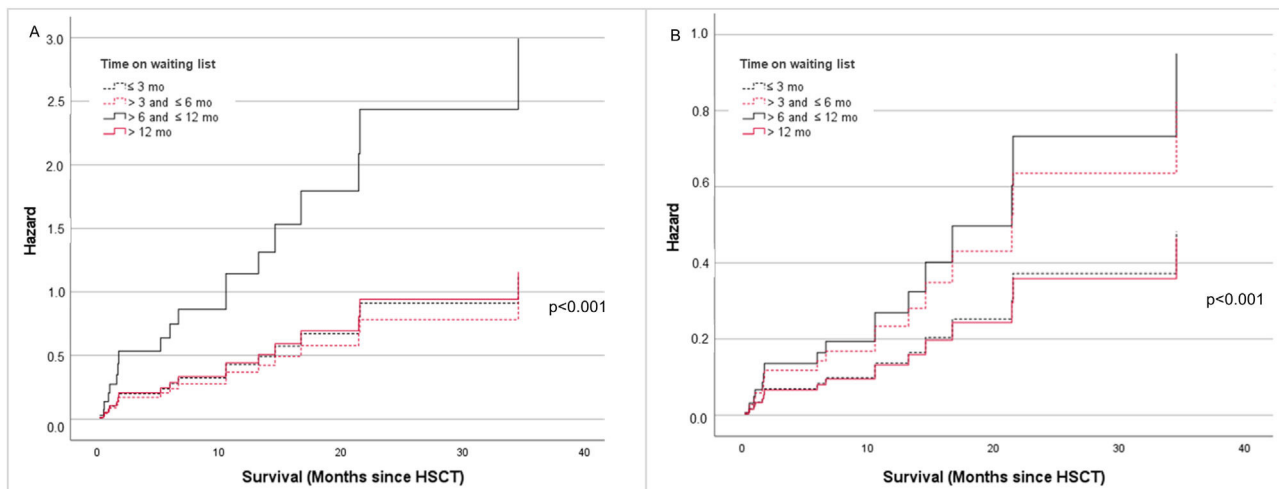 A
Time on waiting list
≤ 3 mo
> 3 and ≤ 6 mo
> 6 and ≤ 12 mo
> 12 mo
3.0
2.5
2.0
1.5
1.0
0.5
0.0
Hazard
p<0.001
0 10 20 30 40
Survival (Months since HSCT)
B
Time on waiting list
≤ 3 mo
> 3 and ≤ 6 mo
> 6 and ≤ 12 mo
> 12 mo
1.0
0.8
0.6
0.4
0.2
0.0
Hazard
p<0.001
0 10 20 30 40
Survival (Months since HSCT)